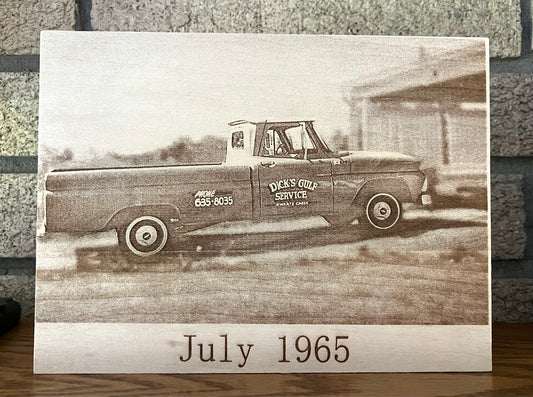 DICK'S GULF
SERVICE
PHONE
635-8035
July 1965